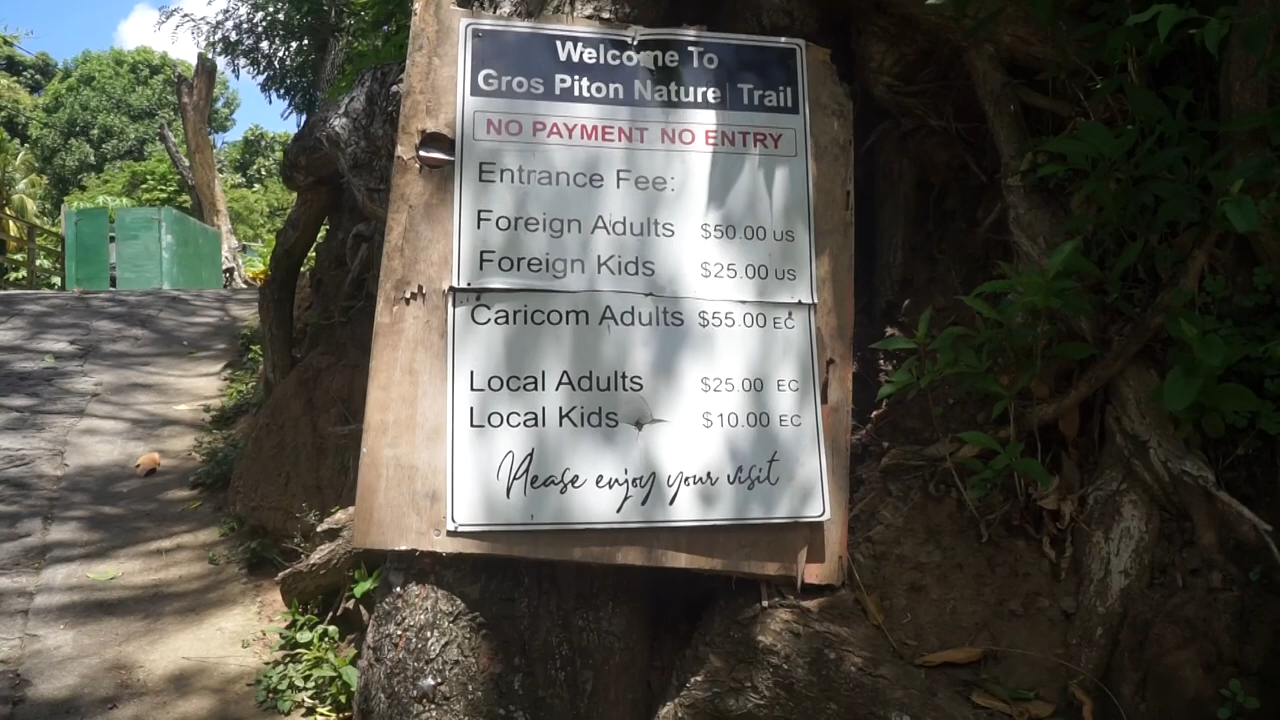 Welcome To
Gros Piton Nature Trail
NO PAYMENT NO ENTRY
Entrance Fee:
Foreign Adults $50.00 US
Foreign Kids $25.00 US
Caricom Adults $55.00 EC
Local Adults $25.00 EC
Local Kids $10.00 EC
Please enjoy your visit